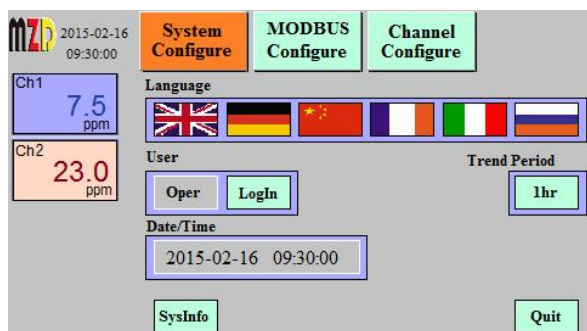 MZD
2015-02-16
09:30:00
System
Configure
MODBUS
Configure
Channel
Configure
Ch1
7.5
ppm
Ch2
23.0
ppm
Language
User
Trend Period
Oper
LogIn
1hr
Date/Time
2015-02-16 09:30:00
SysInfo
Quit